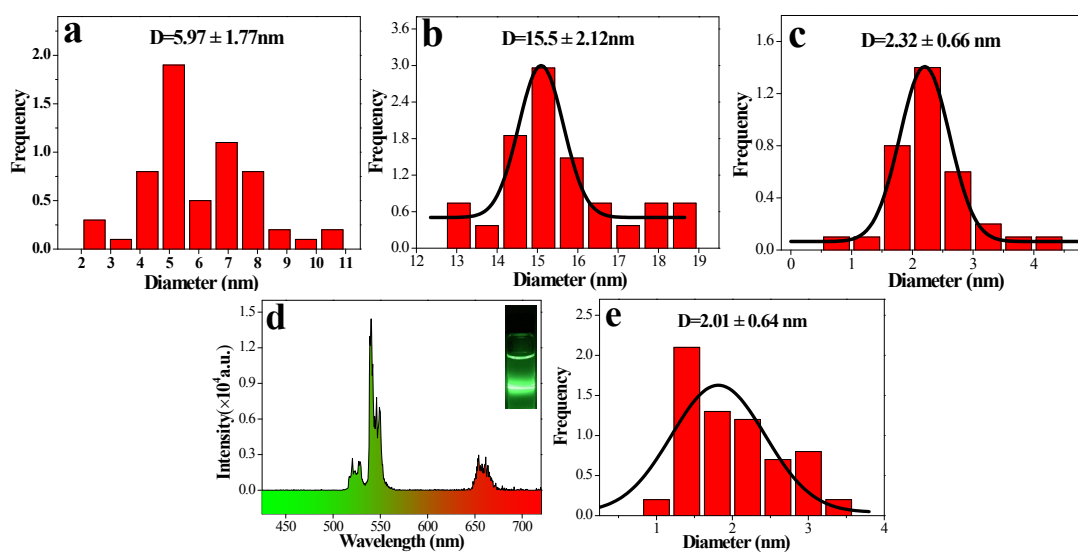 a
D=5.97 ± 1.77nm
Frequency
2.0
1.5
1.0
0.5
0.0
2 3 4 5 6 7 8 9 10 11
Diameter (nm)
b
D=15.5 ± 2.12nm
Frequency
3.0
2.4
1.8
1.2
0.6
0.0
12 13 14 15 16 17 18 19
Diameter (nm)
c
D=2.32 ± 0.66 nm
Frequency
1.6
1.2
0.8
0.4
0.0
0 1 2 3 4
Diameter (nm)
d
Intensity(×10⁴a.u.)
1.5
1.2
0.9
0.6
0.3
0.0
450 500 550 600 650 700
Wavelength (nm)
e
D=2.01 ± 0.64 nm
Frequency
2.5
2.0
1.5
1.0
0.5
0.0
0 1 2 3 4
Diameter (nm)